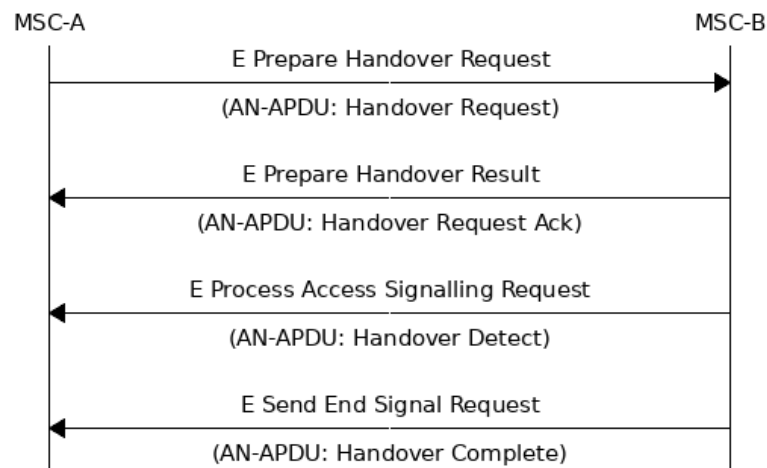 MSC-A
MSC-B
E Prepare Handover Request
(AN-APDU: Handover Request)
E Prepare Handover Result
(AN-APDU: Handover Request Ack)
E Process Access Signalling Request
(AN-APDU: Handover Detect)
E Send End Signal Request
(AN-APDU: Handover Complete)